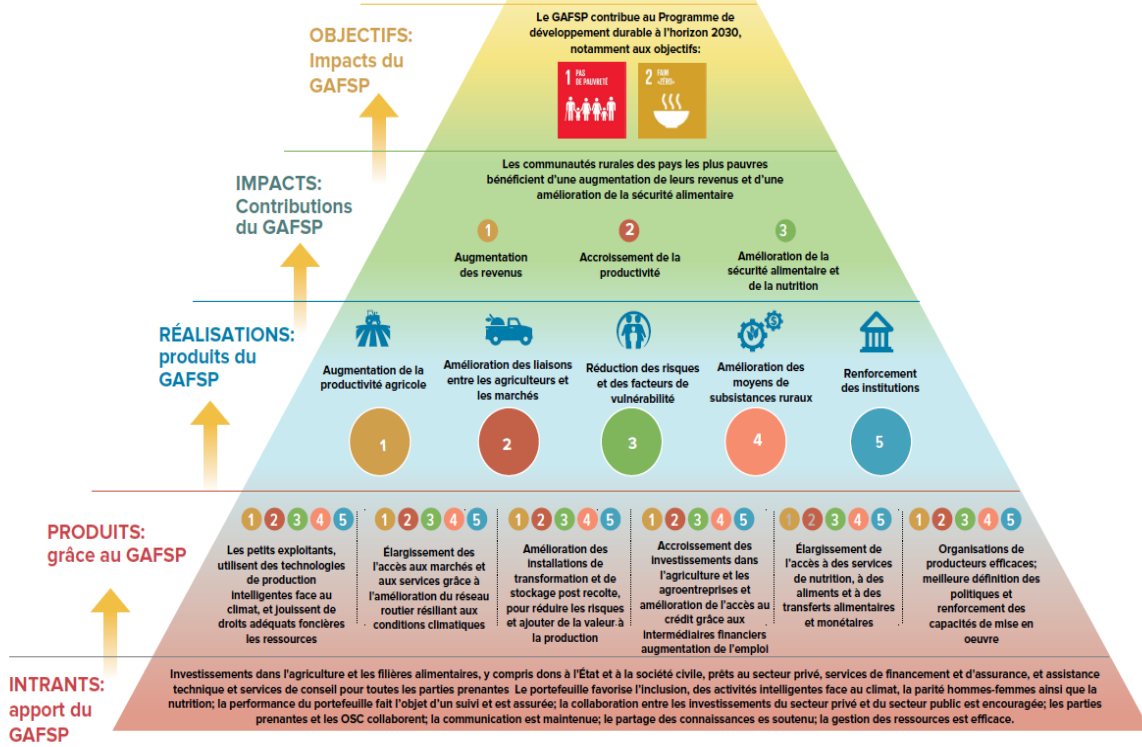 OBJECTIFS:
Impacts du
GAFSP
Le GAFSP contribue au Programme de
développement durable à l'horizon 2030,
notamment aux objectifs:
1 PAS
DE PAUVRETÉ
2 FAIM
«ZÉRO»
IMPACTS:
Contributions
du GAFSP
Les communautés rurales des pays les plus pauvres
bénéficient d'une augmentation de leurs revenus et d'une
amélioration de la sécurité alimentaire
1
Augmentation
des revenus
2
Accroissement de la
productivité
3
Amélioration de la
sécurité alimentaire et
de la nutrition
RÉALISATIONS:
produits du
GAFSP
$
Augmentation de la
productivité agricole
1
Amélioration des liaisons
entre les agriculteurs et
les marchés
2
Réduction des risques
et des facteurs de
vulnérabilité
3
Amélioration des
moyens de
subsistances ruraux
4
Renforcement
des institutions
5
PRODUITS:
grâce au GAFSP
1 2 3 4 5
Les petits exploitants,
utilisent des technologies
de production
intelligentes face au
climat, et jouissent de
droits adéquats foncières
les ressources
1 2 3 4 5
Élargissement des
l'accès aux marchés et
aux services grâce à
l'amélioration du réseau
routier résiliant aux
conditions climatiques
1 2 3 4 5
Amélioration des
installations de
transformation et de
stockage post recolte,
pour réduire les risques
et ajouter de la valeur à
la production
1 2 3 4 5
Accroissement des
investissements dans
l'agriculture et les
agroentreprises et
amélioration de l'accès au
crédit grâce aux
intermédiaires financiers
augmentation de l'emploi
1 2 3 4 5
Élargissement de
l'accès à des services
de nutrition, à des
aliments et à des
transferts alimentaires
et monétaires
1 2 3 4 5
Organisations de
producteurs efficaces;
meilleure définition des
politiques et
renforcement des
capacités de mise en
oeuvre
INTRANTS:
apport du
GAFSP
Investissements dans l'agriculture et les filières alimentaires, y compris dons à l'État et à la société civile, prêts au secteur privé, services de financement et d'assurance, et assistance
technique et services de conseil pour toutes les parties prenantes Le portefeuille favorise l'inclusion, des activités intelligentes face au climat, la parité hommes-femmes ainsi que la
nutrition; la performance du portefeuille fait l'objet d'un suivi et est assurée; la collaboration entre les investissements du secteur privé et du secteur public est encouragée; les parties
prenantes et les OSC collaborent; la communication est maintenue; le partage des connaissances es soutenu; la gestion des ressources est efficace.